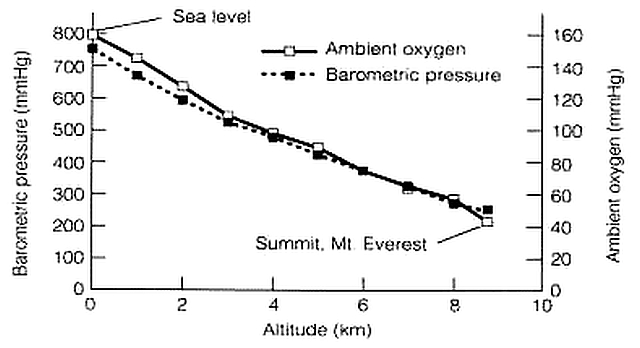 Sea level
Ambient oxygen
Barometric pressure
Barometric pressure (mmHg)
800
700
600
500
400
300
200
100
0
Ambient oxygen (mmHg)
160
140
120
100
80
60
40
20
0
Summit, Mt. Everest
0 2 4 6 8 10
Altitude (km)